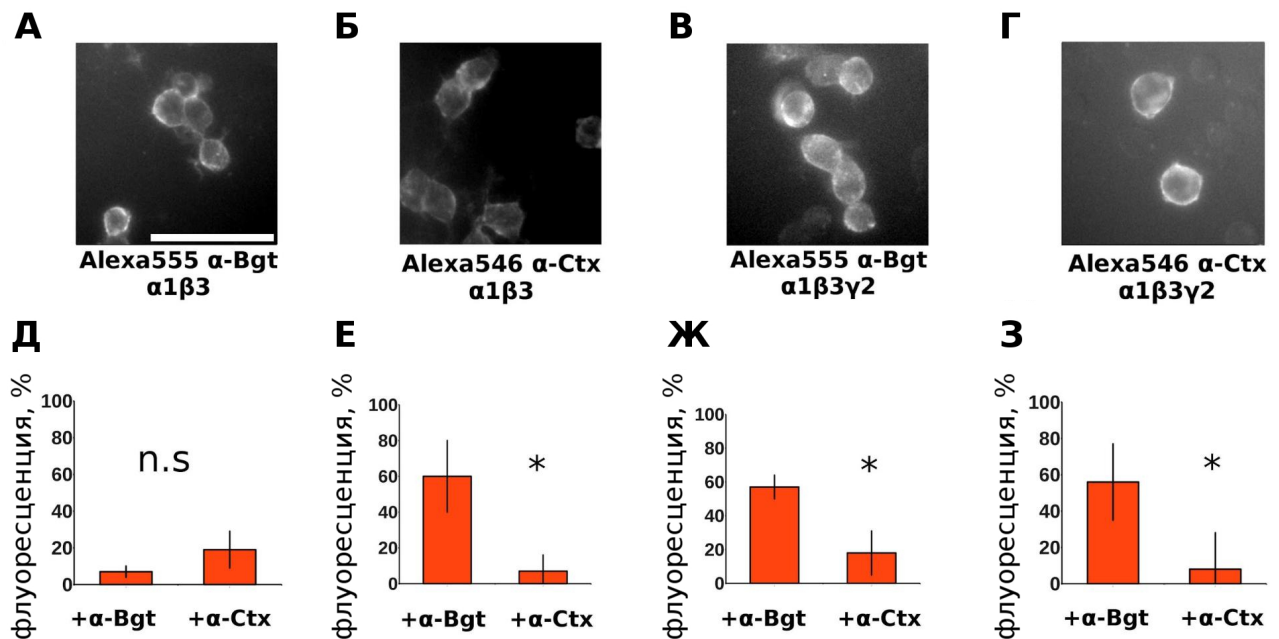 А
Б
В
Г
Alexa555 α-Bgt
α1β3
Alexa546 α-Ctx
α1β3
Alexa555 α-Bgt
α1β3γ2
Alexa546 α-Ctx
α1β3γ2
Д
Е
Ж
З
флуоресценция, %
100
80
60
40
20
0
n.s
+α-Bgt
+α-Ctx
флуоресценция, %
100
80
60
40
20
0
*
+α-Bgt
+α-Ctx
флуоресценция, %
100
80
60
40
20
0
*
+α-Bgt
+α-Ctx
флуоресценция, %
100
80
60
40
20
0
*
+α-Bgt
+α-Ctx